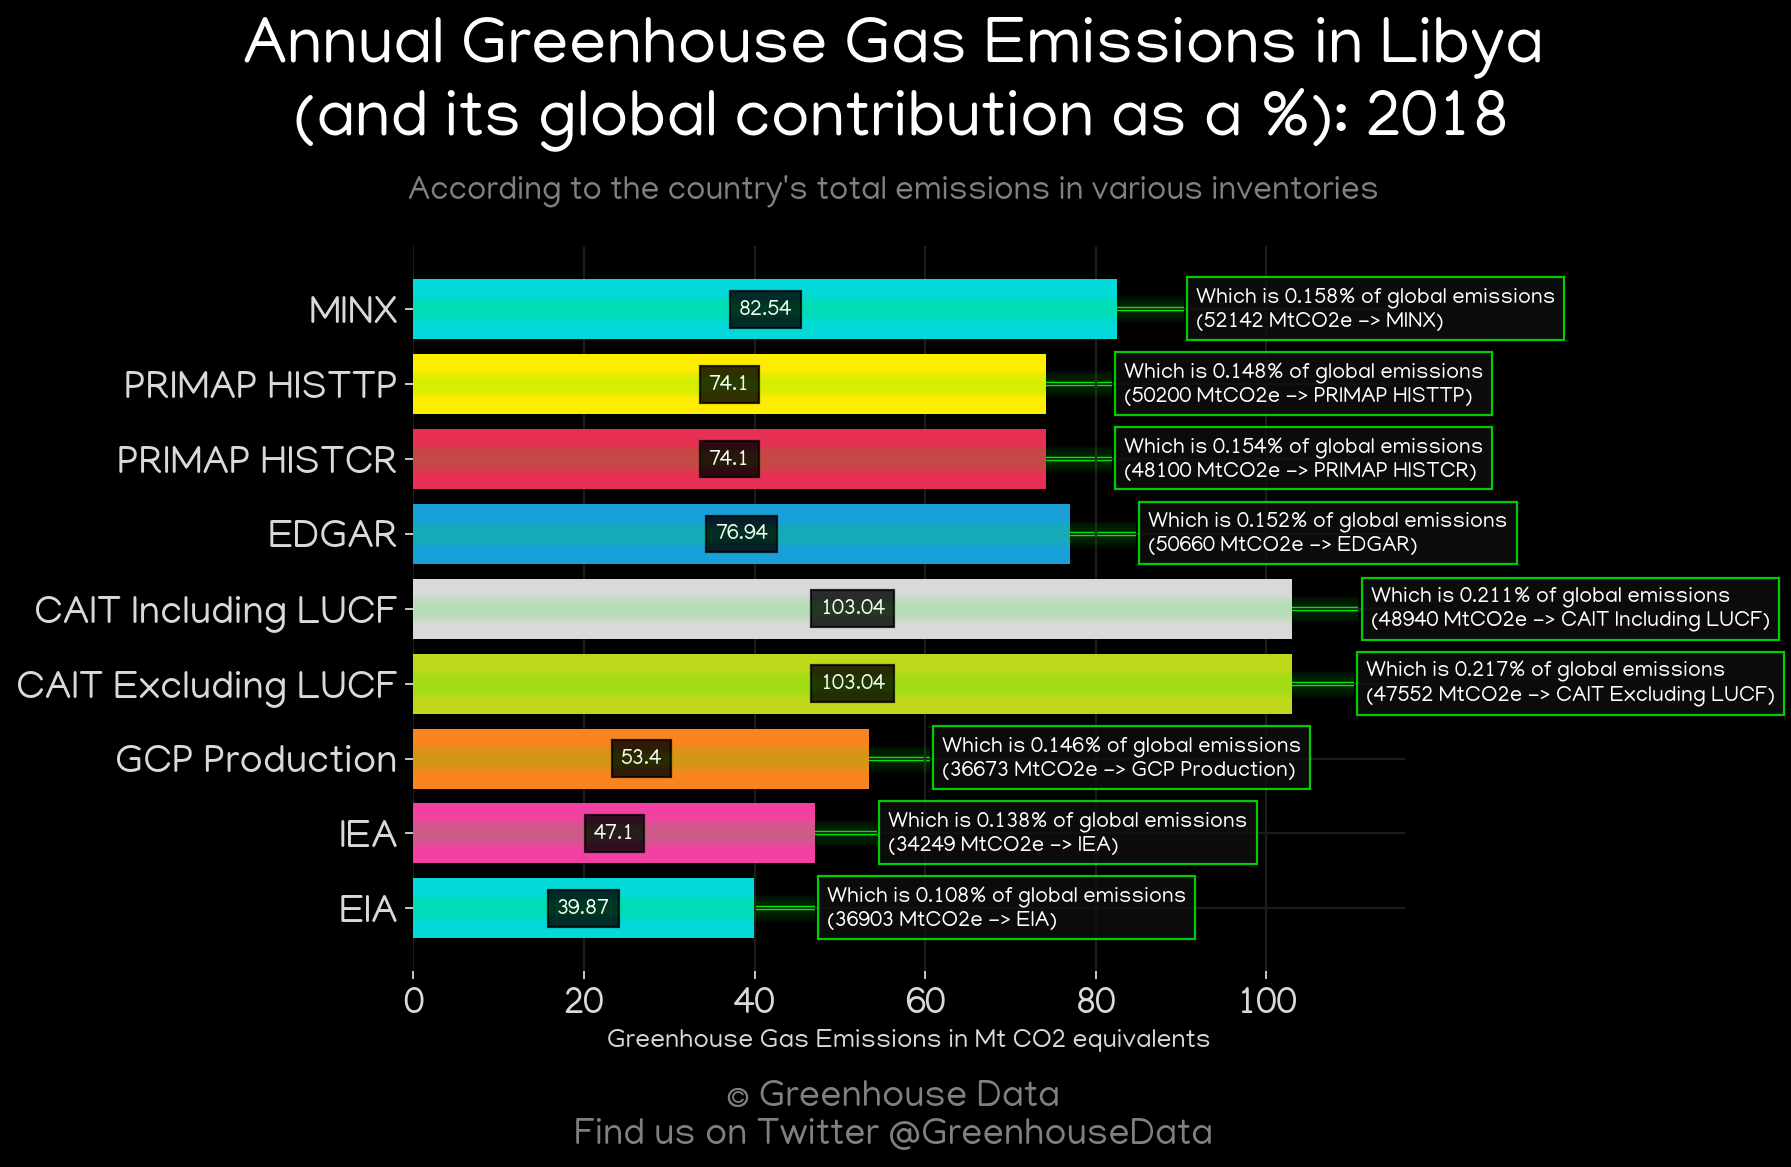 Annual Greenhouse Gas Emissions in Libya
(and its global contribution as a %): 2018
According to the country's total emissions in various inventories
MINX
82.54
Which is 0.158% of global emissions
(52142 MtCO2e -> MINX)
PRIMAP HISTTP
74.1
Which is 0.148% of global emissions
(50200 MtCO2e -> PRIMAP HISTTP)
PRIMAP HISTCR
74.1
Which is 0.154% of global emissions
(48100 MtCO2e -> PRIMAP HISTCR)
EDGAR
76.94
Which is 0.152% of global emissions
(50660 MtCO2e -> EDGAR)
CAIT Including LUCF
103.04
Which is 0.211% of global emissions
(48940 MtCO2e -> CAIT Including LUCF)
CAIT Excluding LUCF
103.04
Which is 0.217% of global emissions
(47552 MtCO2e -> CAIT Excluding LUCF)
GCP Production
53.4
Which is 0.146% of global emissions
(36673 MtCO2e -> GCP Production)
IEA
47.1
Which is 0.138% of global emissions
(34249 MtCO2e -> IEA)
EIA
39.87
Which is 0.108% of global emissions
(36903 MtCO2e -> EIA)
0 20 40 60 80 100
Greenhouse Gas Emissions in Mt CO2 equivalents
© Greenhouse Data
Find us on Twitter @GreenhouseData